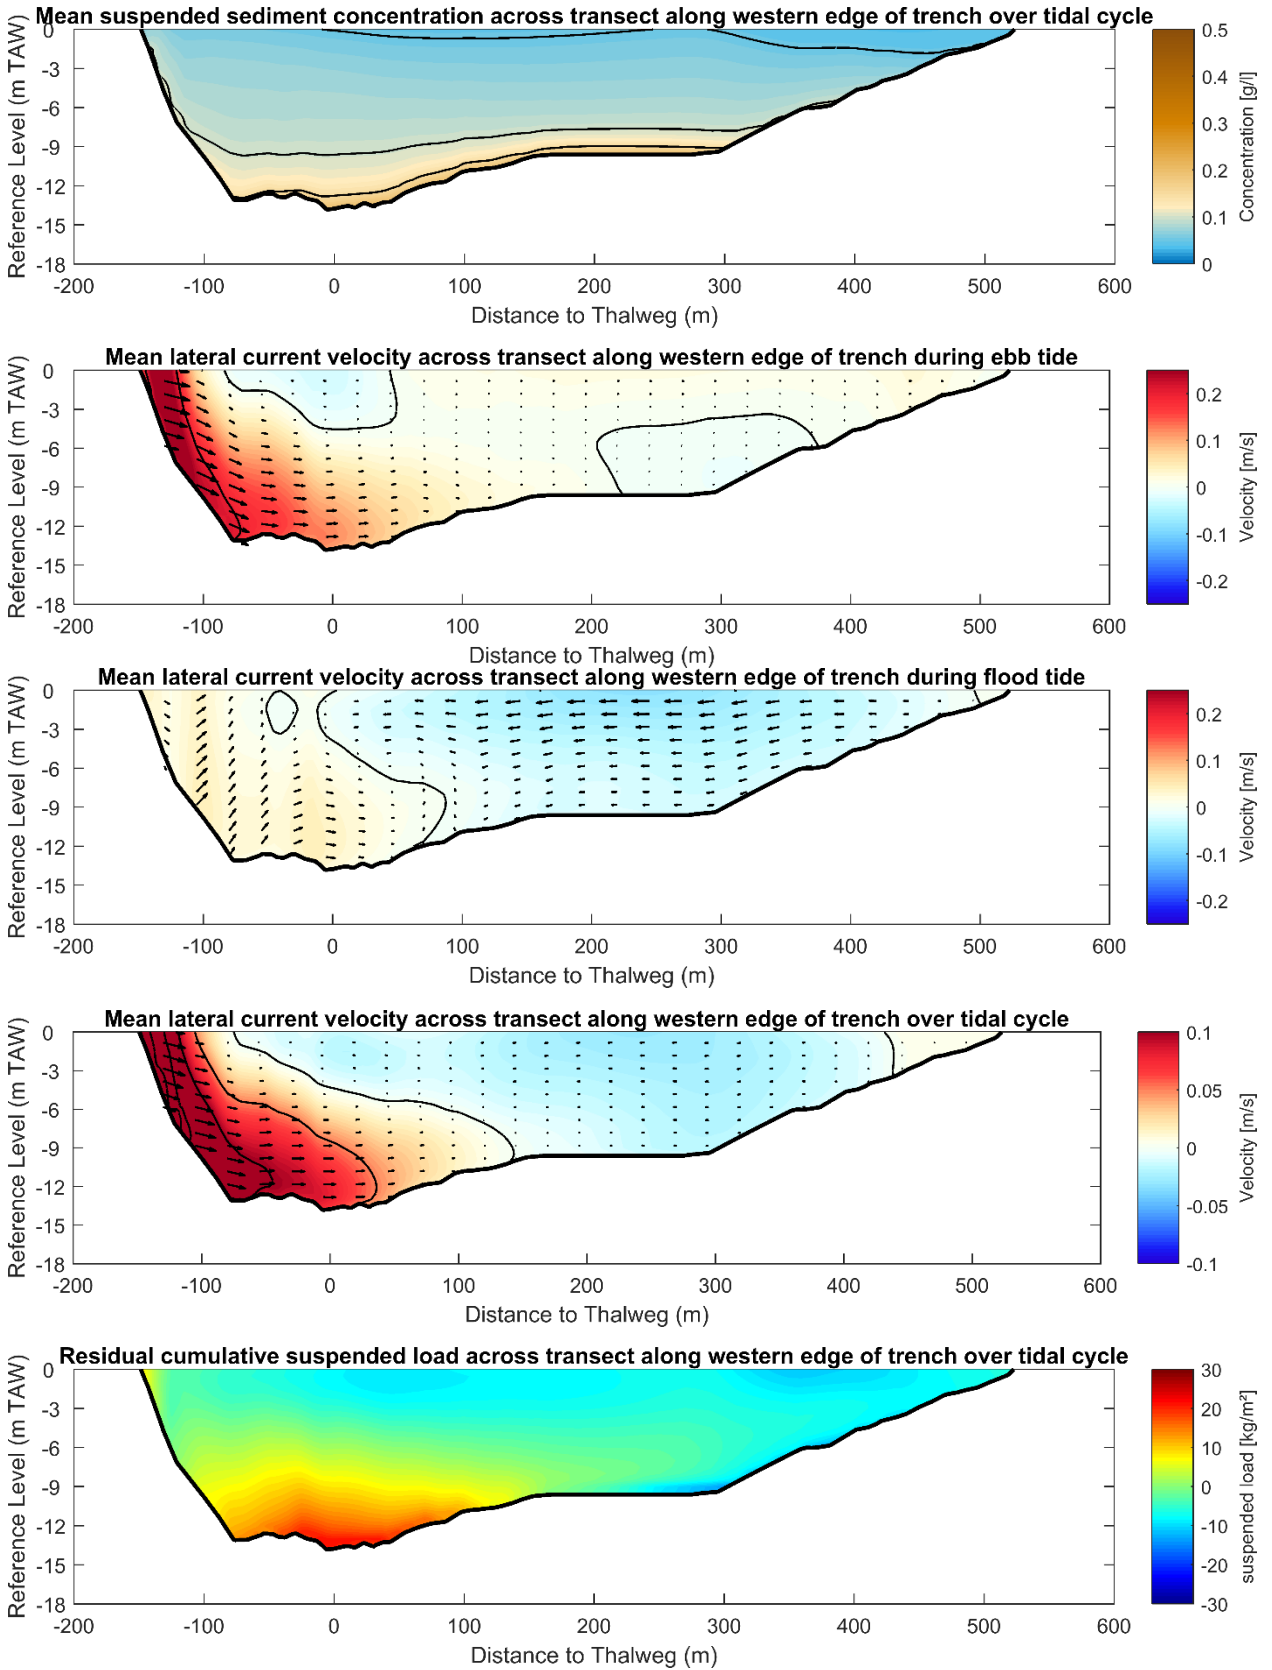 Mean suspended sediment concentration across transect along western edge of trench over tidal cycle
Reference Level (m TAW)
0
-3
-6
-9
-12
-15
-18
-200 -100 0 100 200 300 400 500 600
Distance to Thalweg (m)
0.5
0.4
0.3
0.2
0.1
0
Concentration [g/l]
Mean lateral current velocity across transect along western edge of trench during ebb tide
Reference Level (m TAW)
0
-3
-6
-9
-12
-15
-18
-200 -100 0 100 200 300 400 500 600
Distance to Thalweg (m)
0.2
0.1
0
-0.1
-0.2
Velocity [m/s]
Mean lateral current velocity across transect along western edge of trench during flood tide
Reference Level (m TAW)
0
-3
-6
-9
-12
-15
-18
-200 -100 0 100 200 300 400 500 600
Distance to Thalweg (m)
0.2
0.1
0
-0.1
-0.2
Velocity [m/s]
Mean lateral current velocity across transect along western edge of trench over tidal cycle
Reference Level (m TAW)
0
-3
-6
-9
-12
-15
-18
-200 -100 0 100 200 300 400 500 600
Distance to Thalweg (m)
0.1
0.05
0
-0.05
-0.1
Velocity [m/s]
Residual cumulative suspended load across transect along western edge of trench over tidal cycle
Reference Level (m TAW)
0
-3
-6
-9
-12
-15
-18
-200 -100 0 100 200 300 400 500 600
Distance to Thalweg (m)
30
20
10
0
-10
-20
-30
suspended load [kg/m²]